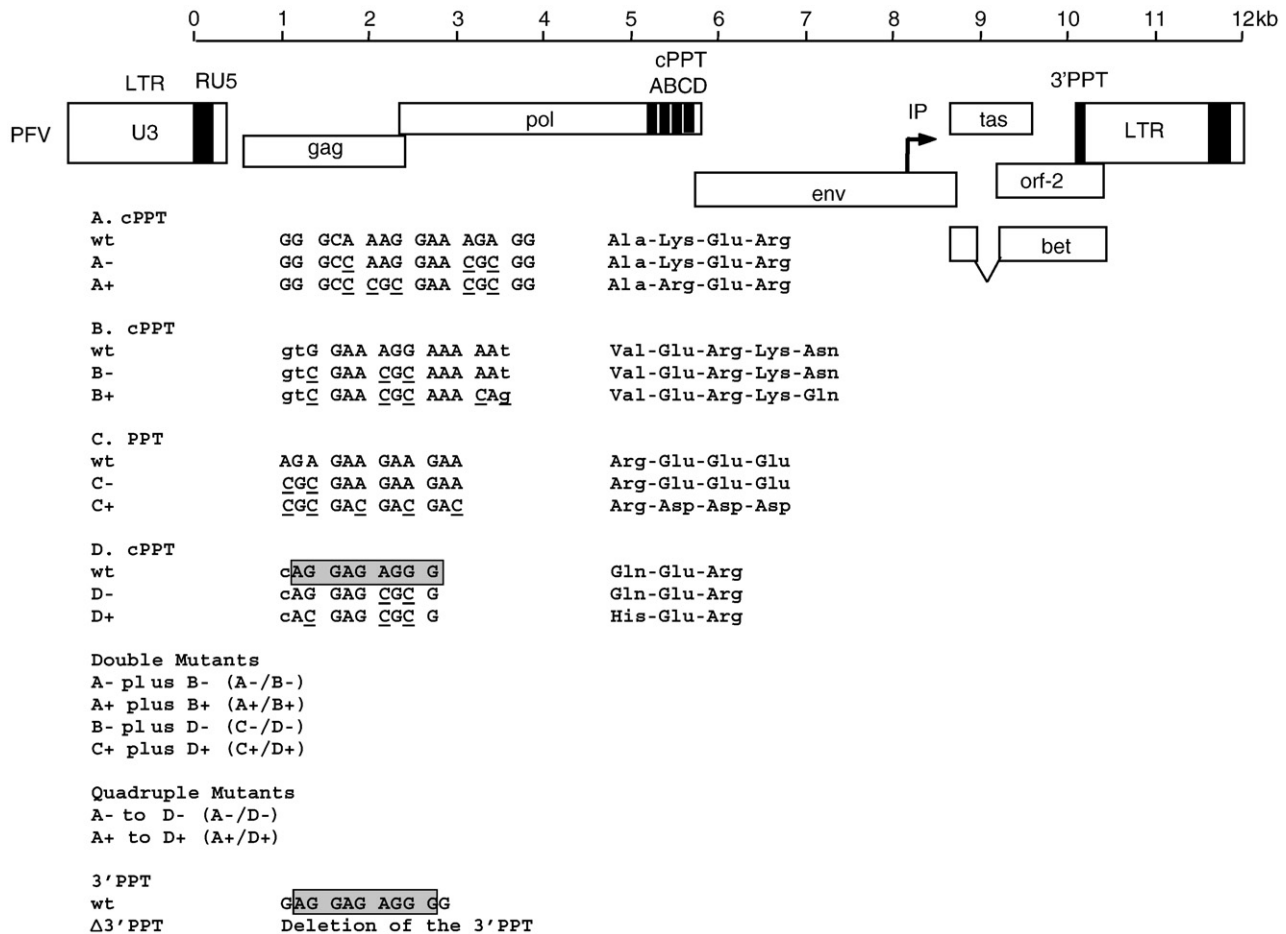 0 1 2 3 4 5 6 7 8 9 10 11 12kb
cPPT
LTR RU5 ABCD 3'PPT
PFV U3 pol IP tas LTR
gag orf-2
env
bet
A. cPPT
wt GG GCA AAG GAA AGA GG Ala-Lys-Glu-Arg
A- GG GCC AAG GAA CGC GG Ala-Lys-Glu-Arg
A+ GG GCC CGC GAA CGC GG Ala-Arg-Glu-Arg
B. cPPT
wt gtG GAA AGG AAA AAt Val-Glu-Arg-Lys-Asn
B- gtC GAA CGC AAA AAt Val-Glu-Arg-Lys-Asn
B+ gtC GAA CGC AAA CAg Val-Glu-Arg-Lys-Gln
C. PPT
wt AGA GAA GAA GAA Arg-Glu-Glu-Glu
C- CGC GAA GAA GAA Arg-Glu-Glu-Glu
C+ CGC GAC GAC GAC Arg-Asp-Asp-Asp
D. cPPT
wt cAG GAG AGG G Gln-Glu-Arg
D- cAG GAG CGC G Gln-Glu-Arg
D+ cAC GAG CGC G His-Glu-Arg
Double Mutants
A- plus B- (A-/B-)
A+ plus B+ (A+/B+)
B- plus D- (C-/D-)
C+ plus D+ (C+/D+)
Quadruple Mutants
A- to D- (A-/D-)
A+ to D+ (A+/D+)
3'PPT
wt GAG GAG AGG GG
Δ3'PPT Deletion of the 3'PPT